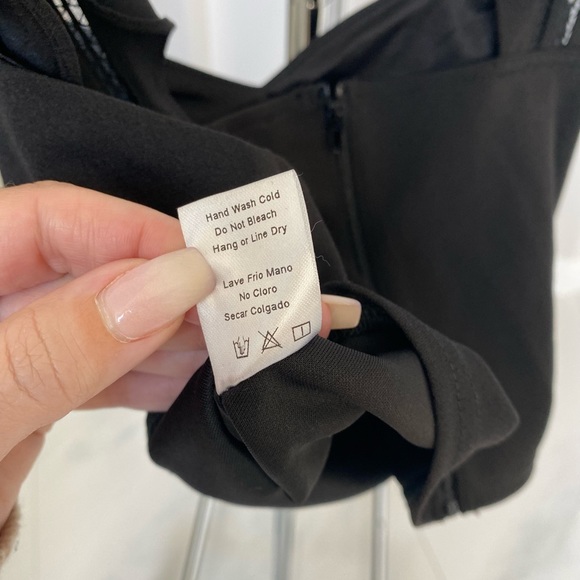 Hand Wash Cold
Do Not Bleach
Hang or Line Dry
Lave Frio Mano
No Cloro
Secar Colgado